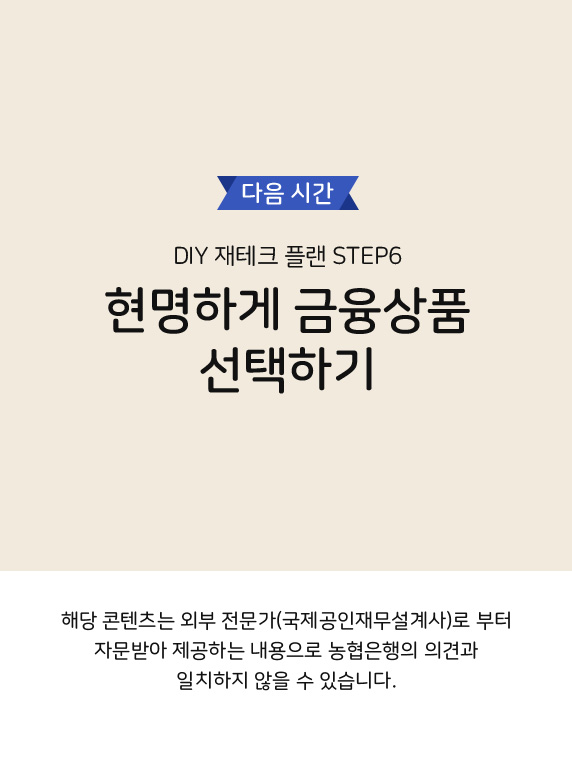 다음 시간
DIY 재테크 플랜 STEP6
현명하게 금융상품
선택하기
해당 콘텐츠는 외부 전문가(국제공인재무설계사)로 부터
자문받아 제공하는 내용으로 농협은행의 의견과
일치하지 않을 수 있습니다.